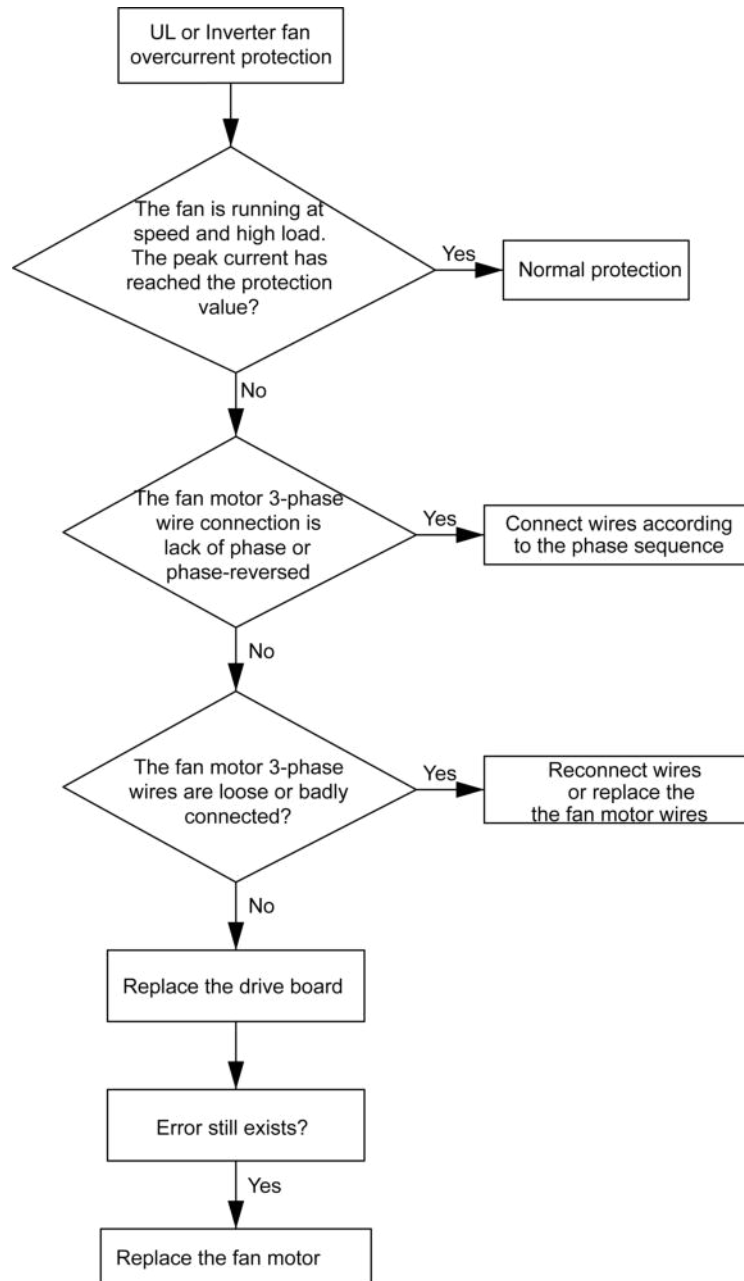 UL or Inverter fan
overcurrent protection
The fan is running at
speed and high load.
The peak current has
reached the protection
value?
Yes
Normal protection
No
The fan motor 3-phase
wire connection is
lack of phase or
phase-reversed
Yes
Connect wires according
to the phase sequence
No
The fan motor 3-phase
wires are loose or badly
connected?
Yes
Reconnect wires
or replace the
the fan motor wires
No
Replace the drive board
Error still exists?
Yes
Replace the fan motor